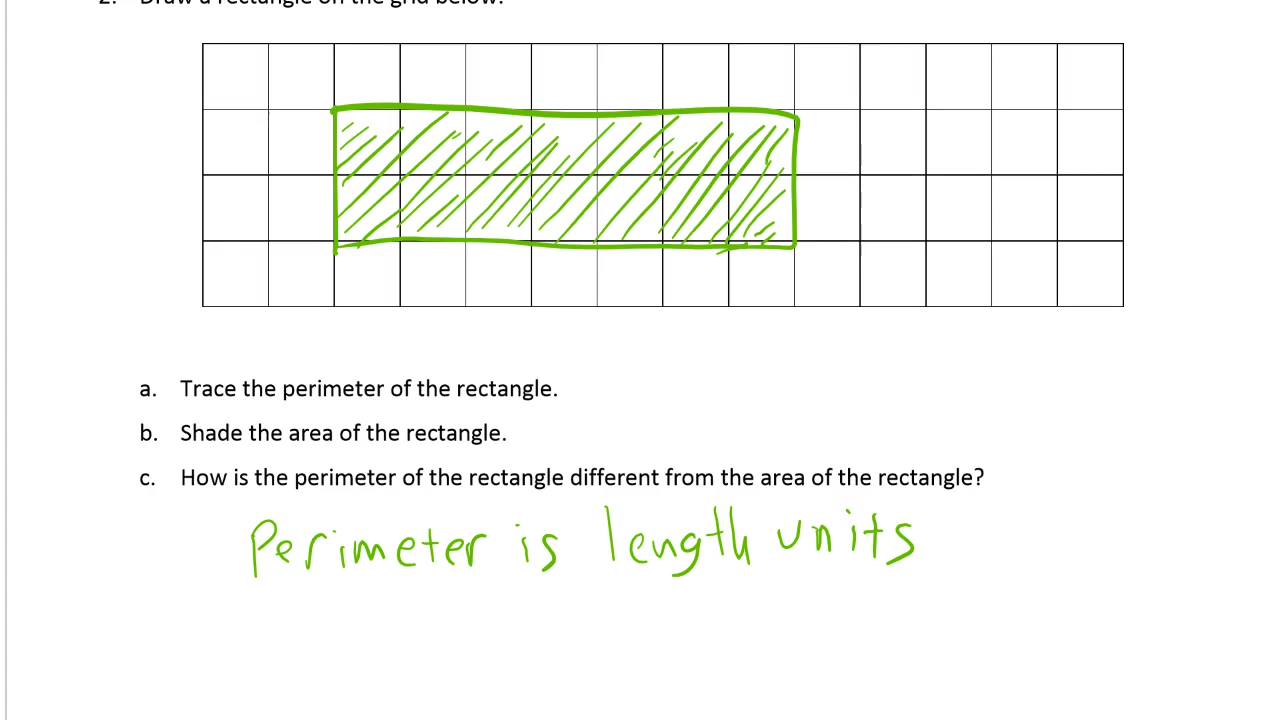 2. Draw a rectangle on the grid below.
a. Trace the perimeter of the rectangle.
b. Shade the area of the rectangle.
c. How is the perimeter of the rectangle different from the area of the rectangle?
Perimeter is length units